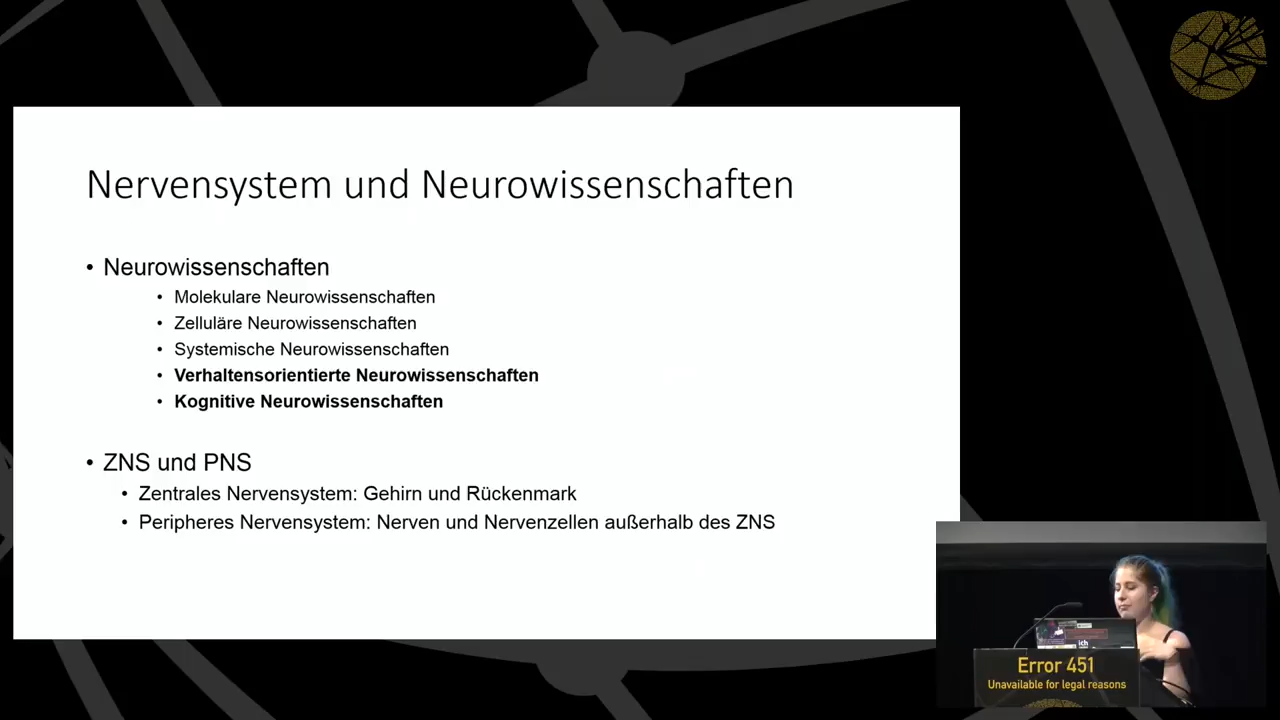 Nervensystem und Neurowissenschaften
• Neurowissenschaften
• Molekulare Neurowissenschaften
• Zelluläre Neurowissenschaften
• Systemische Neurowissenschaften
• Verhaltensorientierte Neurowissenschaften
• Kognitive Neurowissenschaften
• ZNS und PNS
• Zentrales Nervensystem: Gehirn und Rückenmark
• Peripheres Nervensystem: Nerven und Nervenzellen außerhalb des ZNS
ich
Error 451
Unavailable for legal reasons